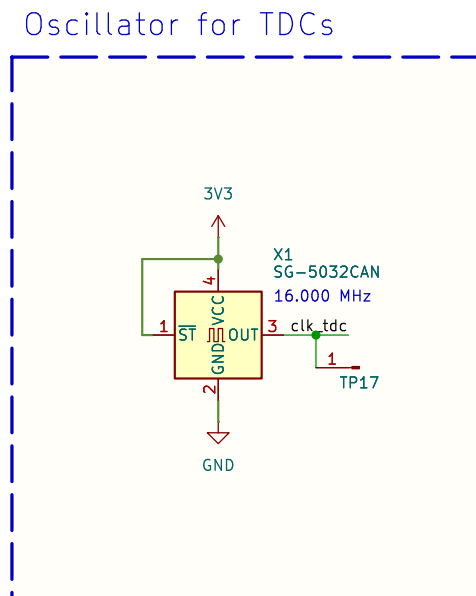 Oscillator for TDCs
3V3
X1
SG-5032CAN
16.000 MHz
4
VCC
1
ST
OUT
3
clk_tdc
GND
2
1
TP17
GND